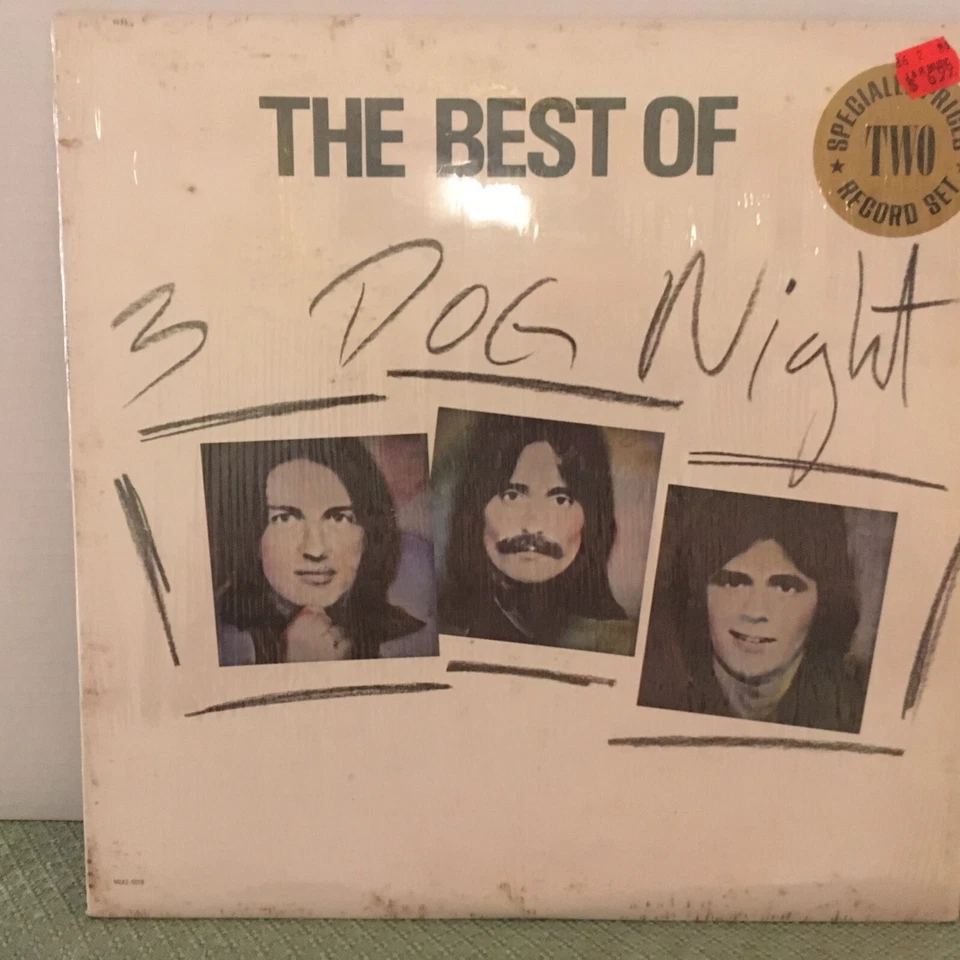 THE BEST OF
SPECIALLY PRICED
TWO
RECORD SET
3 DOG Night